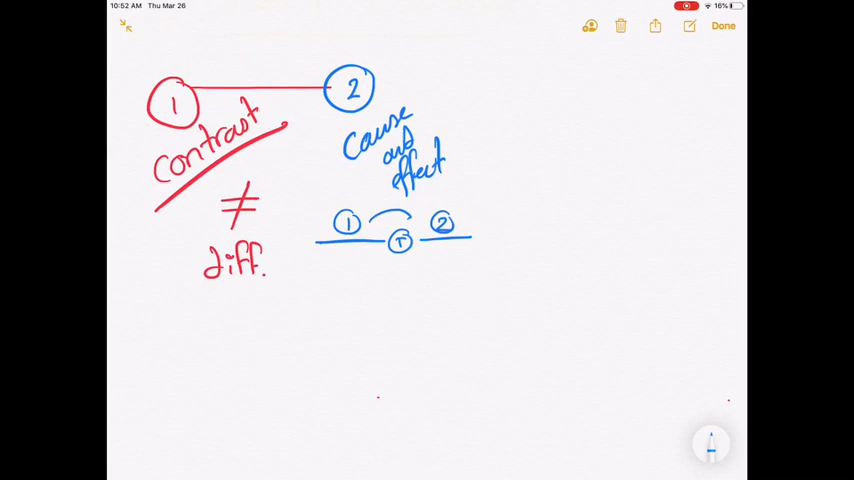 10:52 AM Thu Mar 26
16%
Done
1
2
contrast
cause
and
effect
≠
diff.
1
2
T